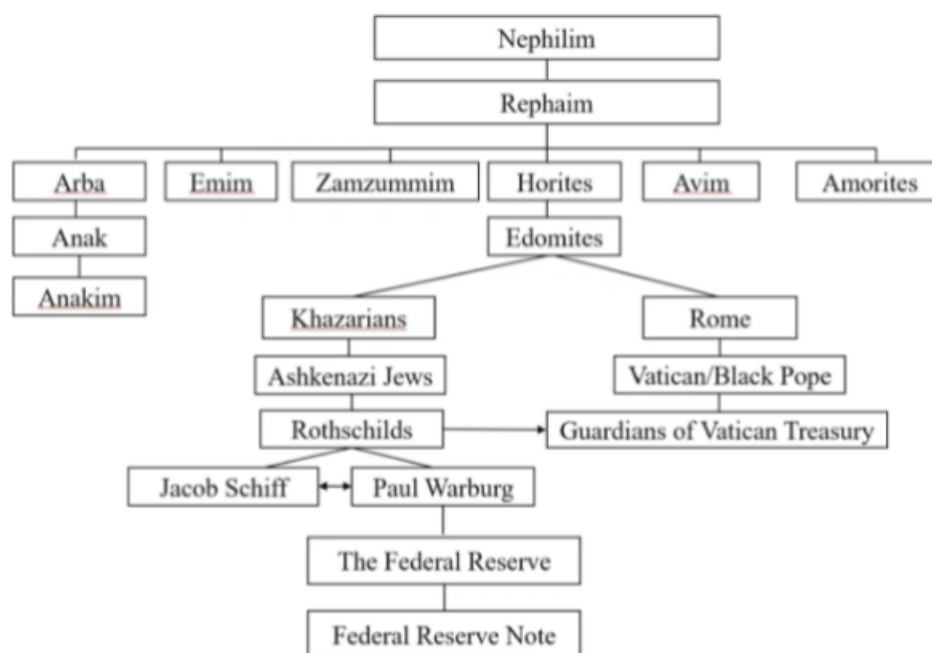 Nephilim
Rephaim
Arba
Emim
Zamzummim
Horites
Avim
Amorites
Anak
Edomites
Anakim
Khazarians
Rome
Ashkenazi Jews
Vatican/Black Pope
Rothschilds
Guardians of Vatican Treasury
Jacob Schiff
Paul Warburg
The Federal Reserve
Federal Reserve Note